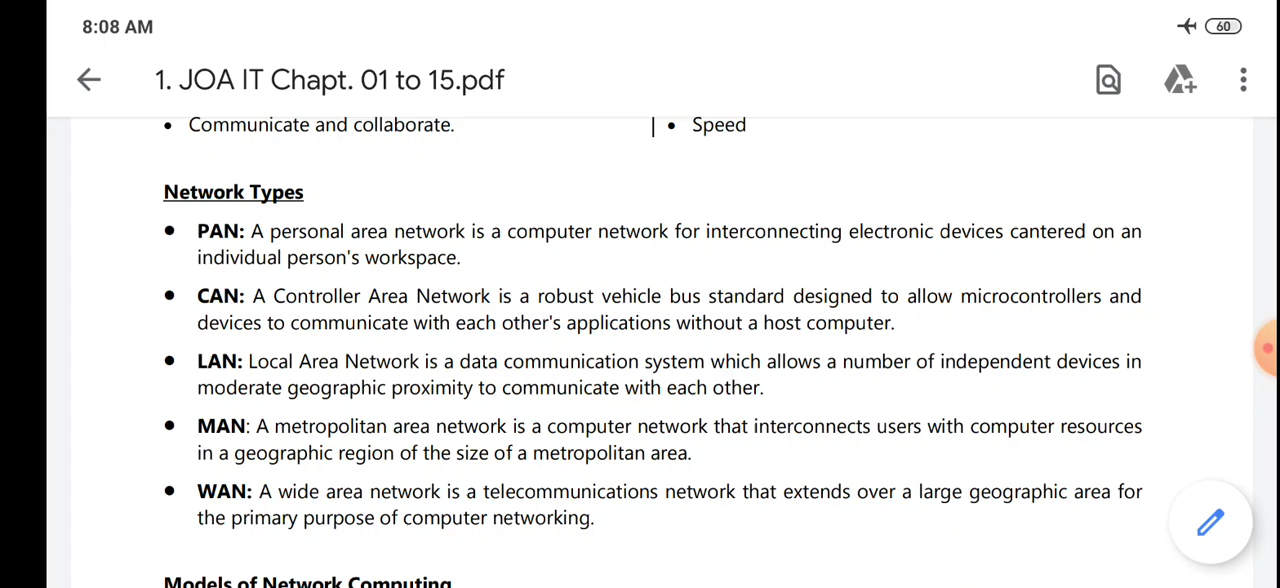 8:08 AM
60
1. JOA IT Chapt. 01 to 15.pdf
• Communicate and collaborate.
• Speed
Network Types
• PAN: A personal area network is a computer network for interconnecting electronic devices cantered on an
individual person's workspace.
• CAN: A Controller Area Network is a robust vehicle bus standard designed to allow microcontrollers and
devices to communicate with each other's applications without a host computer.
• LAN: Local Area Network is a data communication system which allows a number of independent devices in
moderate geographic proximity to communicate with each other.
• MAN: A metropolitan area network is a computer network that interconnects users with computer resources
in a geographic region of the size of a metropolitan area.
• WAN: A wide area network is a telecommunications network that extends over a large geographic area for
the primary purpose of computer networking.
Models of Network Computing